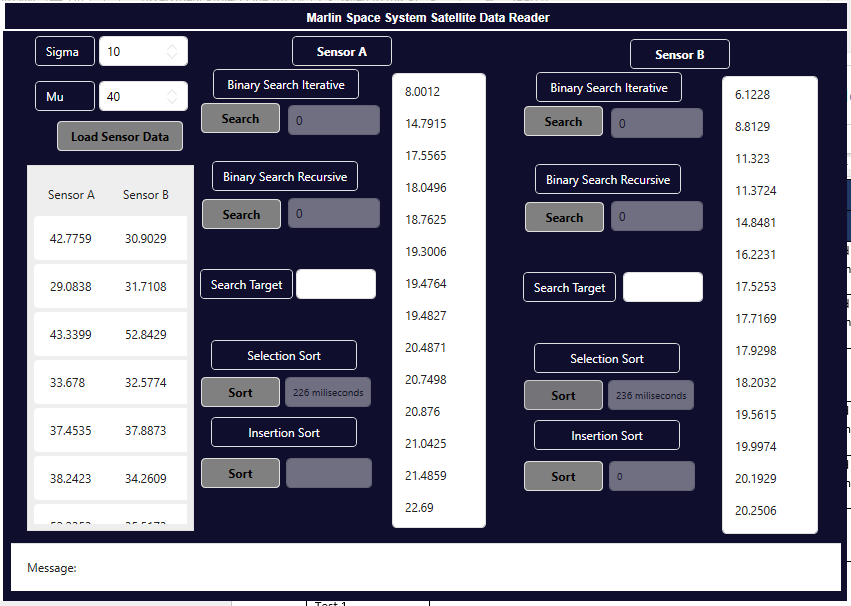 Marlin Space System Satellite Data Reader
Sigma
10
Mu
40
Load Sensor Data
Sensor A Sensor B
42.7759 30.9029
29.0838 31.7108
43.3399 52.8429
33.678 32.5774
37.4535 37.8873
38.2423 34.2609
Sensor A
Binary Search Iterative
Search
0
Binary Search Recursive
Search
0
Search Target
Selection Sort
Sort
226 miliseconds
Insertion Sort
Sort
8.0012
14.7915
17.5565
18.0496
18.7625
19.3006
19.4764
19.4827
20.4871
20.7498
20.876
21.0425
21.4859
22.69
Sensor B
Binary Search Iterative
Search
0
Binary Search Recursive
Search
0
Search Target
Selection Sort
Sort
236 miliseconds
Insertion Sort
Sort
0
6.1228
8.8129
11.323
11.3724
14.8481
16.2231
17.5253
17.7169
17.9298
18.2032
19.5615
19.9974
20.1929
20.2506
Message:
Test 1